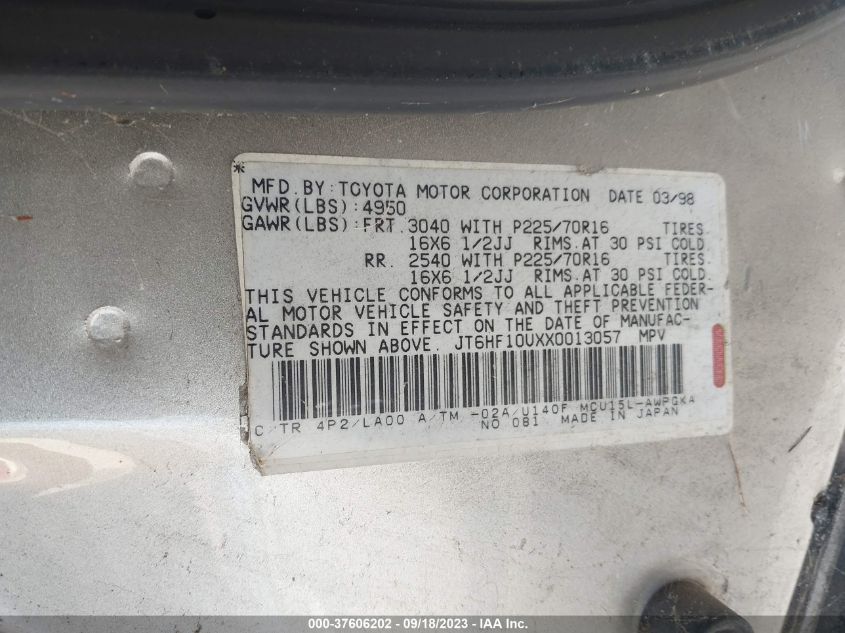 *
MFD.BY:TOYOTA MOTOR CORPORATION DATE 03/98
GVWR(LBS):4950
GAWR(LBS):FRT. 3040 WITH P225/70R16 TIRES.
16X6 1/2JJ RIMS.AT 30 PSI COLD.
RR. 2540 WITH P225/70R16 TIRES.
16X6 1/2JJ RIMS.AT 30 PSI COLD.
THIS VEHICLE CONFORMS TO ALL APPLICABLE FEDER-
AL MOTOR VEHICLE SAFETY AND THEFT PREVENTION
STANDARDS IN EFFECT ON THE DATE OF MANUFAC-
TURE SHOWN ABOVE. JT6HF10UXX0013057 MPV
C/TR 4P2/LA00 A/TM -02A/U140F MCU15L-AWPGKA
NO 081 MADE IN JAPAN
000-37606202 - 09/18/2023 - IAA Inc.